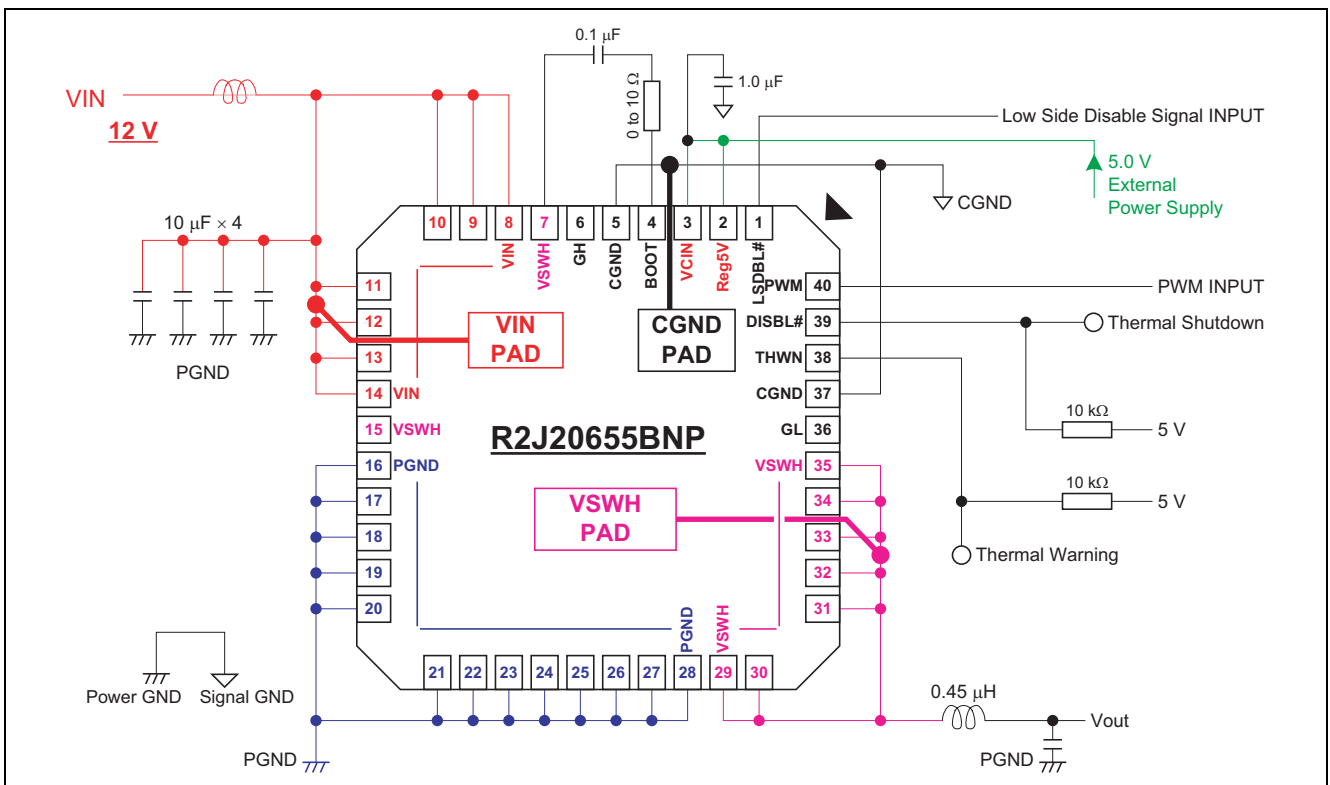 0.1 µF
0 to 10 Ω
1.0 µF
VIN
12 V
Low Side Disable Signal INPUT
5.0 V
External
Power Supply
CGND
10 µF × 4
PGND
10
9
8
7
6
5
4
3
2
1
VIN
VSWH
GH
CGND
BOOT
VCIN
Reg5V
LSDBL#
PWM
40
PWM INPUT
DISBL#
39
Thermal Shutdown
THWN
38
CGND
37
GL
36
VSWH
35
34
33
32
31
10 kΩ
5 V
10 kΩ
5 V
Thermal Warning
11
12
13
14
VIN
15
VSWH
16
PGND
17
18
19
20
VIN
PAD
CGND
PAD
R2J20655BNP
VSWH
PAD
PGND
VSWH
21
22
23
24
25
26
27
28
29
30
Power GND
Signal GND
PGND
0.45 µH
Vout
PGND